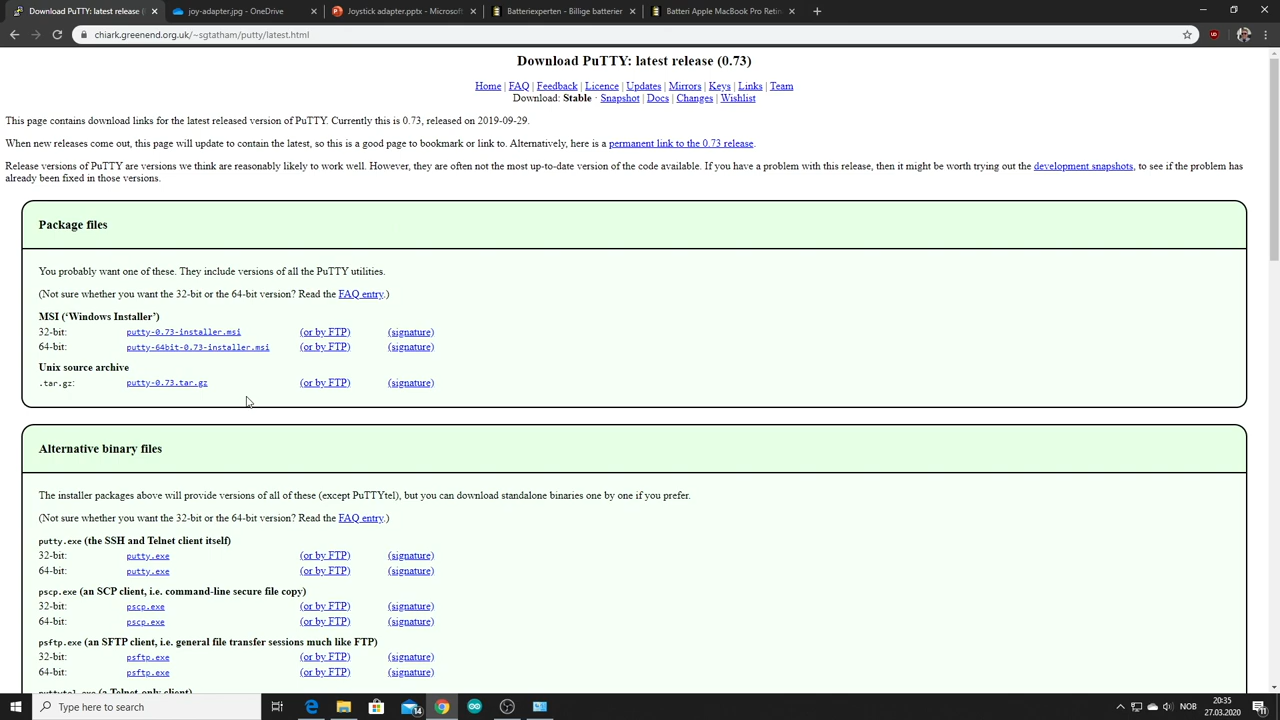 Download PuTTY: latest release (
joy-adapter - OneDrive
Joystick adapter - Microsoft
Batteriexperten - Billige batterier
Batteri Apple MacBook Pro Retin
chiark.greenend.org.uk/~sgtatham/putty/latest.html
Download PuTTY: latest release (0.73)
Home | FAQ | Feedback | Licence | Updates | Mirrors | Keys | Links | Team
Download: Stable · Snapshot | Docs | Changes | Wishlist
This page contains download links for the latest released version of PuTTY. Currently this is 0.73, released on 2019-09-29.
When new releases come out, this page will update to contain the latest, so this is a good page to bookmark or link to. Alternatively, here is a permanent link to the 0.73 release.
Release versions of PuTTY are versions we think are reasonably likely to work well. However, they are often not the most up-to-date version of the code available. If you have a problem with this release, then it might be worth trying out the development snapshots, to see if the problem has
already been fixed in those versions.
Package files
You probably want one of these. They include versions of all the PuTTY utilities.
(Not sure whether you want the 32-bit or the 64-bit version? Read the FAQ entry.)
MSI (‘Windows Installer’)
32-bit: putty-0.73-installer.msi (or by FTP) (signature)
64-bit: putty-64bit-0.73-installer.msi (or by FTP) (signature)
Unix source archive
.tar.gz: putty-0.73.tar.gz (or by FTP) (signature)
Alternative binary files
The installer packages above will provide versions of all of these (except PuTTYtel), but you can download standalone binaries one by one if you prefer.
(Not sure whether you want the 32-bit or the 64-bit version? Read the FAQ entry.)
putty.exe (the SSH and Telnet client itself)
32-bit: putty.exe (or by FTP) (signature)
64-bit: putty.exe (or by FTP) (signature)
pscp.exe (an SCP client, i.e. command-line secure file copy)
32-bit: pscp.exe (or by FTP) (signature)
64-bit: pscp.exe (or by FTP) (signature)
psftp.exe (an SFTP client, i.e. general file transfer sessions much like FTP)
32-bit: psftp.exe (or by FTP) (signature)
64-bit: psftp.exe (or by FTP) (signature)
puttytel.exe (a Telnet-only client)
Type here to search
14
NOB
20:35
27.03.2020